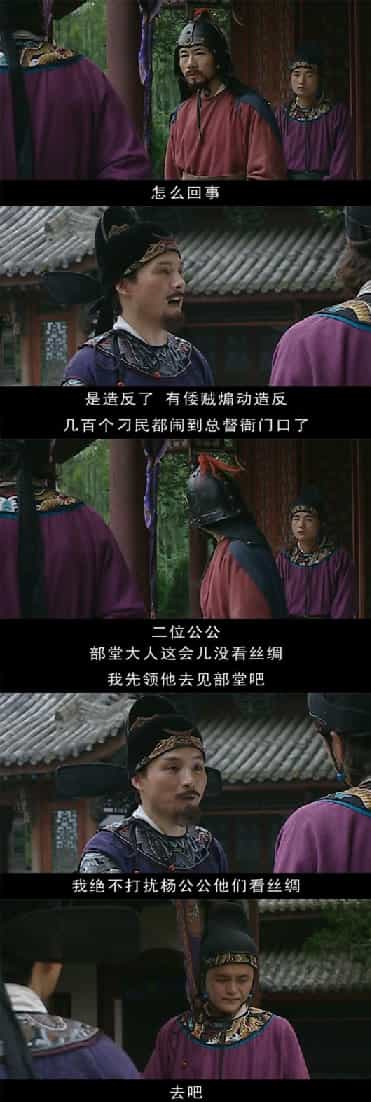 怎么回事
是造反了 有倭贼煽动造反
几百个刁民都闹到总督衙门口了
二位公公
部堂大人这会儿没看丝绸
我先领他去见部堂吧
我绝不打扰杨公公他们看丝绸
去吧